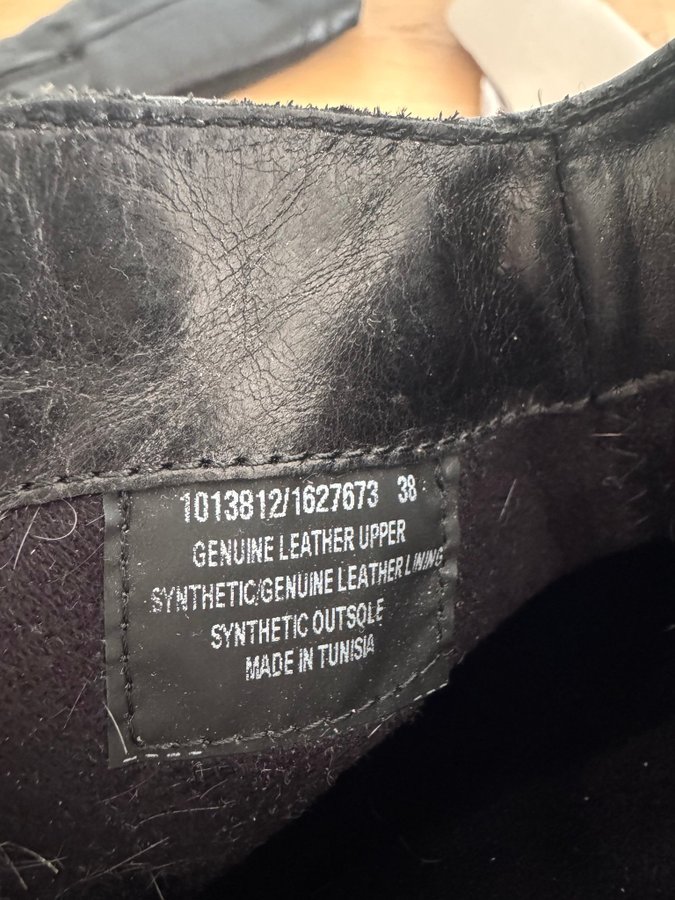 1013812/1627673 38
GENUINE LEATHER UPPER
SYNTHETIC/GENUINE LEATHER LINING
SYNTHETIC OUTSOLE
MADE IN TUNISIA